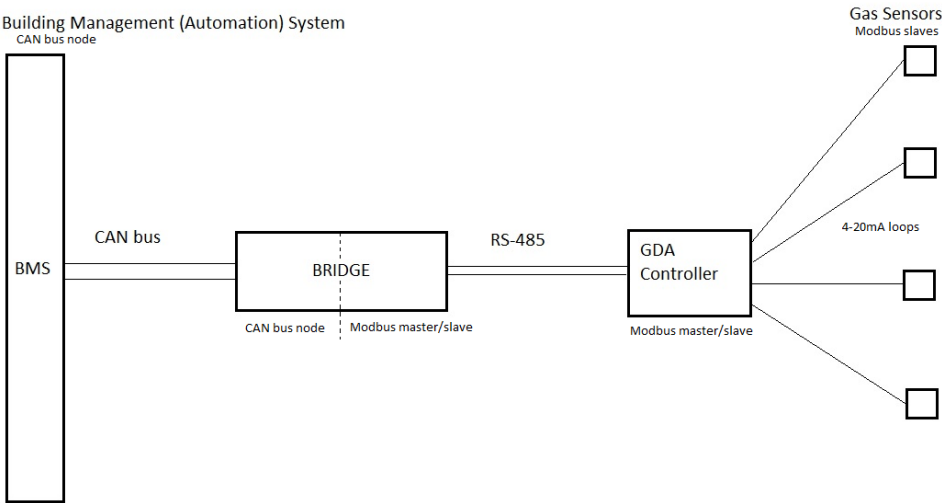 Building Management (Automation) System
CAN bus node
Gas Sensors
Modbus slaves
CAN bus
RS-485
4-20mA loops
BMS
BRIDGE
GDA
Controller
CAN bus node
Modbus master/slave
Modbus master/slave